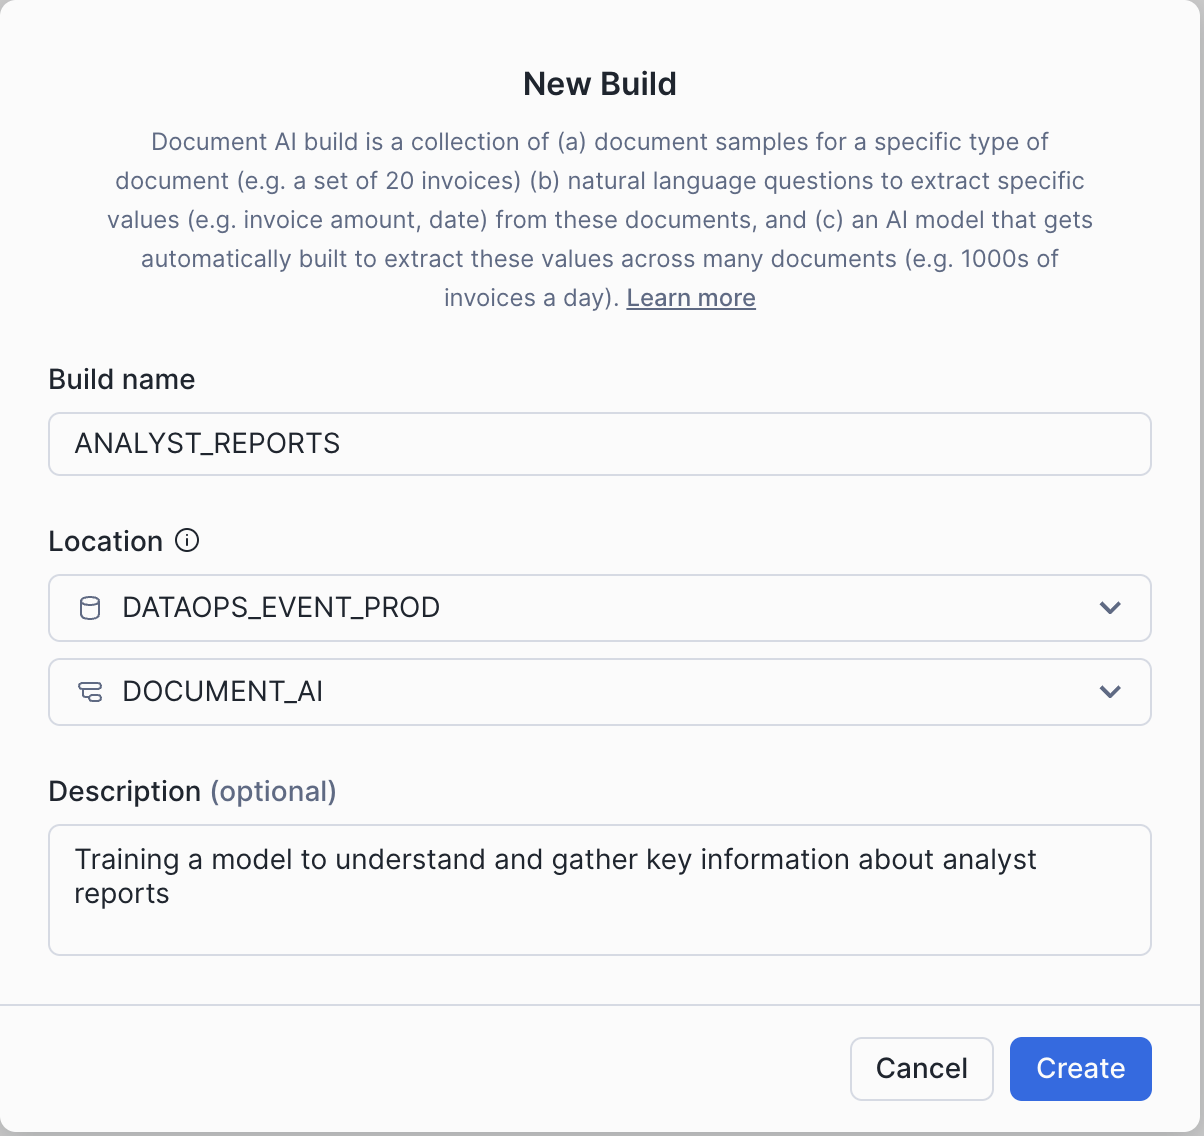 New Build
Document AI build is a collection of (a) document samples for a specific type of
document (e.g. a set of 20 invoices) (b) natural language questions to extract specific
values (e.g. invoice amount, date) from these documents, and (c) an AI model that gets
automatically built to extract these values across many documents (e.g. 1000s of
invoices a day). Learn more
Build name
ANALYST_REPORTS
Location
DATAOPS_EVENT_PROD
DOCUMENT_AI
Description (optional)
Training a model to understand and gather key information about analyst
reports
Cancel
Create